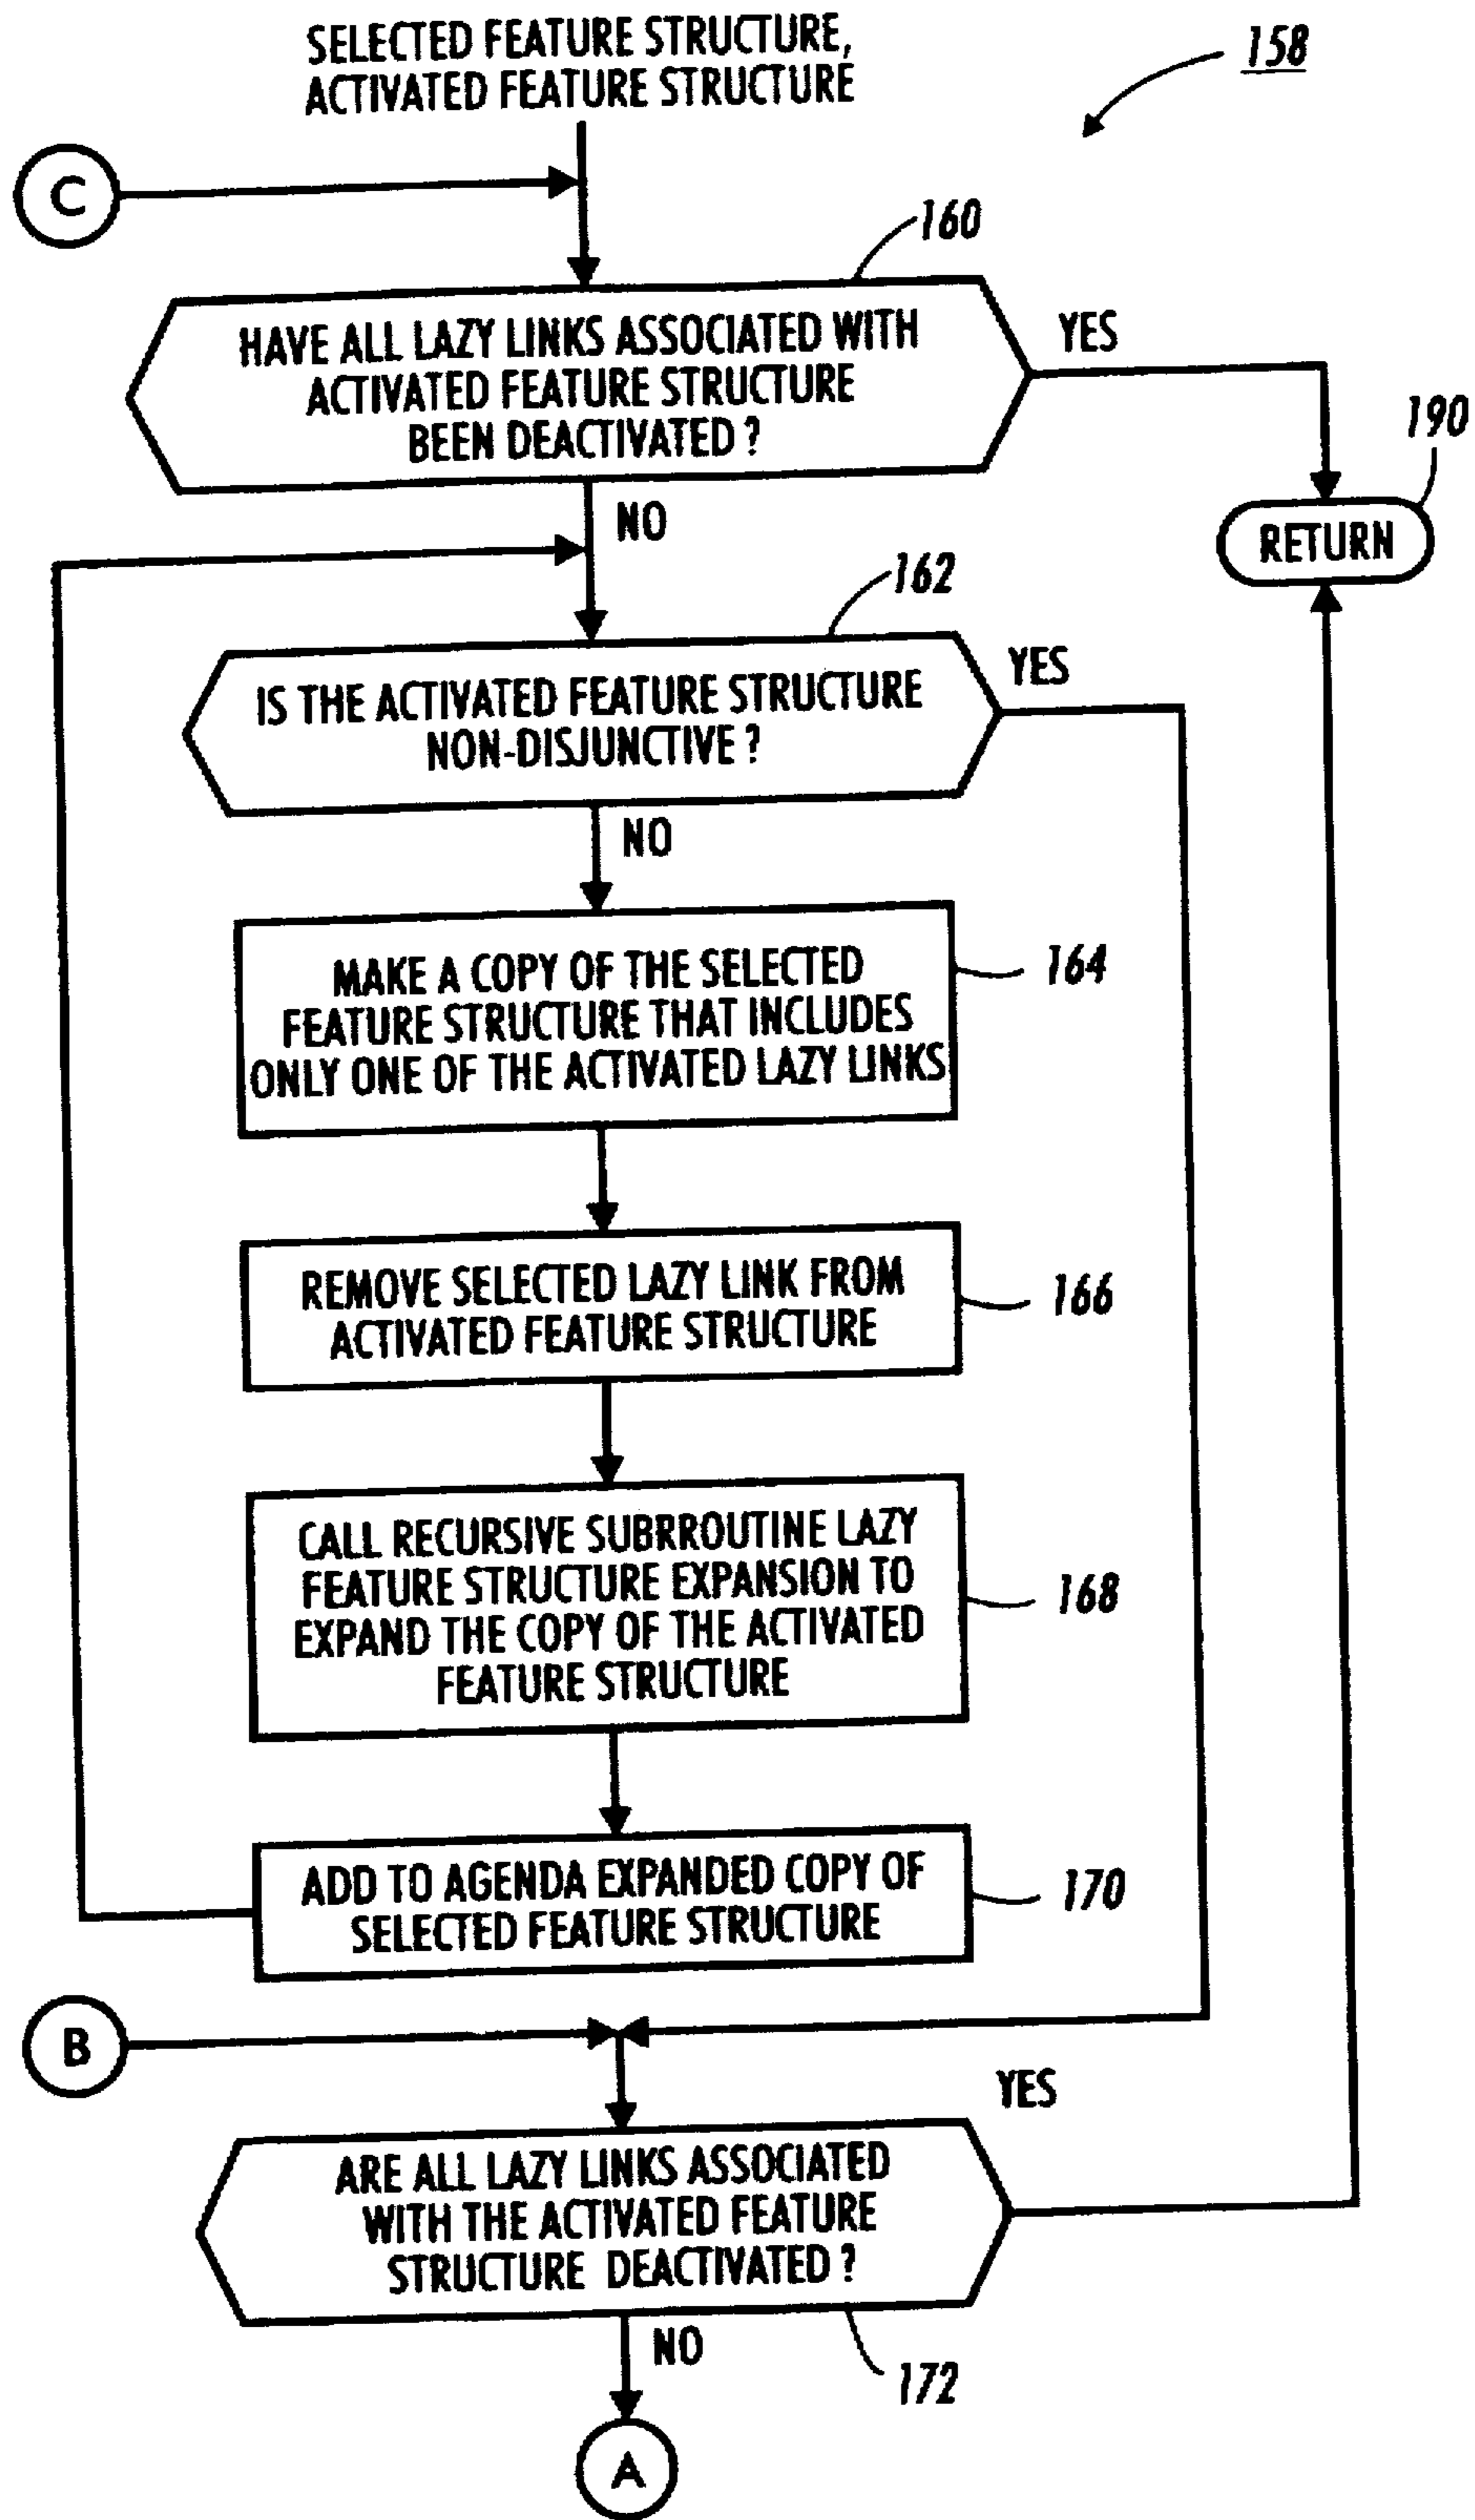 SELECTED FEATURE STRUCTURE,
ACTIVATED FEATURE STRUCTURE
158
C
160
HAVE ALL LAZY LINKS ASSOCIATED WITH
ACTIVATED FEATURE STRUCTURE
BEEN DEACTIVATED ?
YES
190
RETURN
NO
162
IS THE ACTIVATED FEATURE STRUCTURE
NON-DISJUNCTIVE ?
YES
NO
MAKE A COPY OF THE SELECTED
FEATURE STRUCTURE THAT INCLUDES
ONLY ONE OF THE ACTIVATED LAZY LINKS
164
REMOVE SELECTED LAZY LINK FROM
ACTIVATED FEATURE STRUCTURE
166
CALL RECURSIVE SUBRROUTINE LAZY
FEATURE STRUCTURE EXPANSION TO
EXPAND THE COPY OF THE ACTIVATED
FEATURE STRUCTURE
168
ADD TO AGENDA EXPANDED COPY OF
SELECTED FEATURE STRUCTURE
170
B
YES
ARE ALL LAZY LINKS ASSOCIATED
WITH THE ACTIVATED FEATURE
STRUCTURE DEACTIVATED ?
NO
172
A